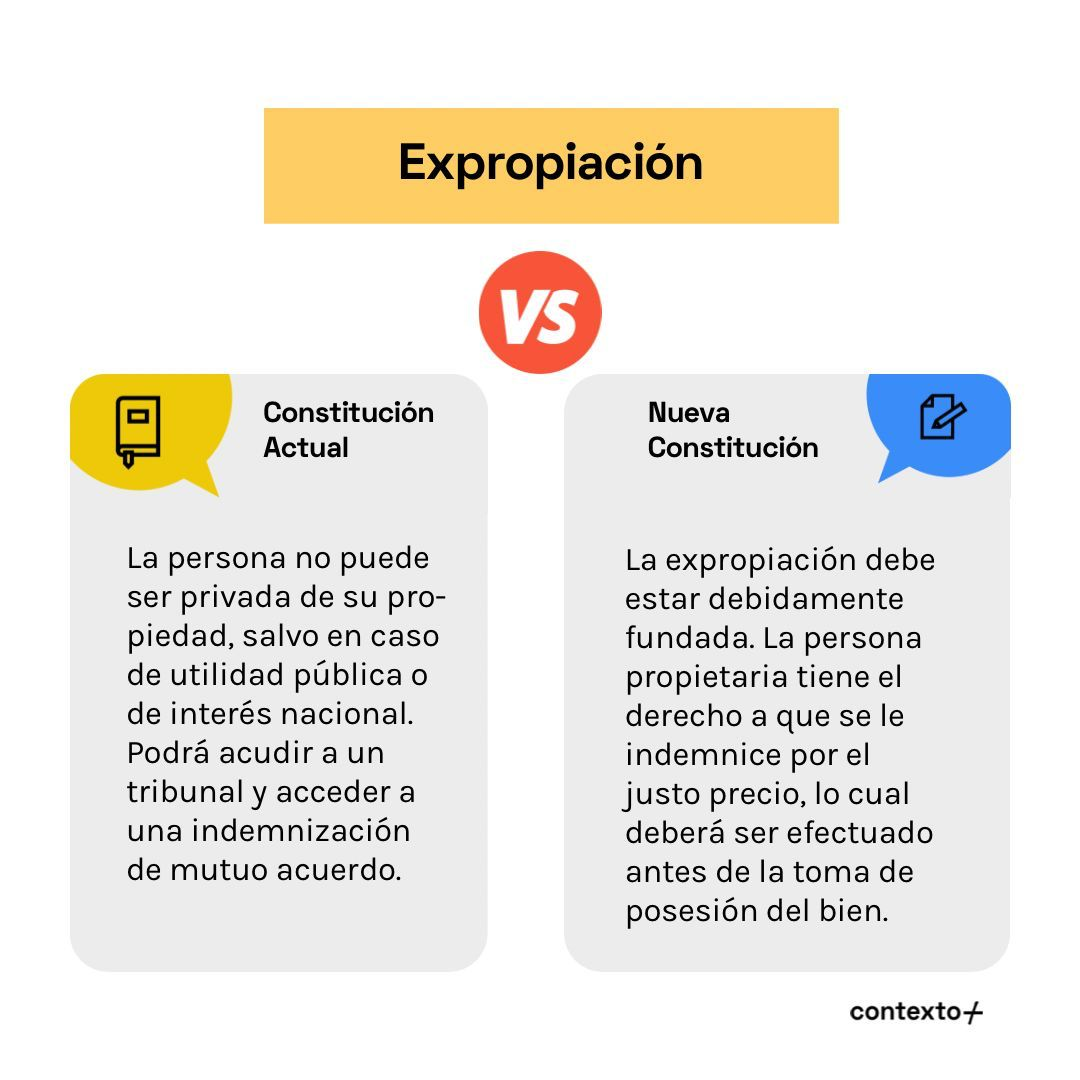 Expropiación
VS
Constitución
Actual
La persona no puede
ser privada de su pro-
piedad, salvo en caso
de utilidad pública o
de interés nacional.
Podrá acudir a un
tribunal y acceder a
una indemnización
de mutuo acuerdo.
Nueva
Constitución
La expropiación debe
estar debidamente
fundada. La persona
propietaria tiene el
derecho a que se le
indemnice por el
justo precio, lo cual
deberá ser efectuado
antes de la toma de
posesión del bien.
contexto+